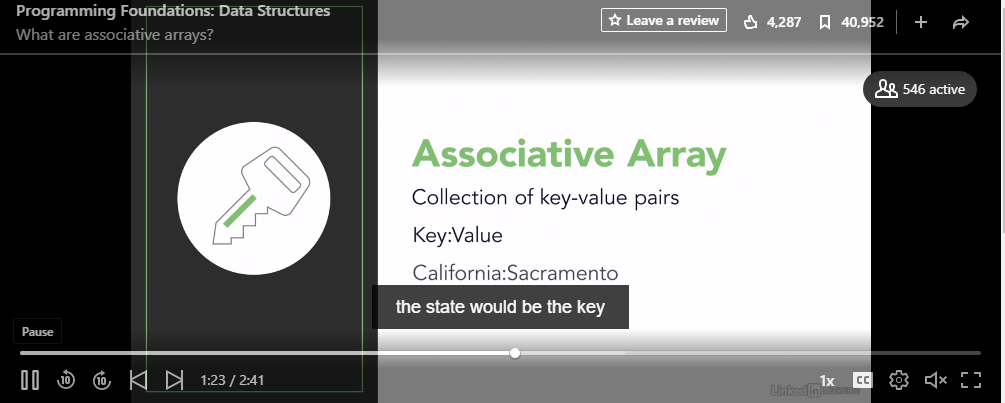 Programming Foundations: Data Structures
What are associative arrays?
Leave a review
4,287
40,952
546 active
Associative Array
Collection of key-value pairs
Key:Value
California:Sacramento
the state would be the key
Pause
10
10
1:23 / 2:41
1x
CC
Linked in